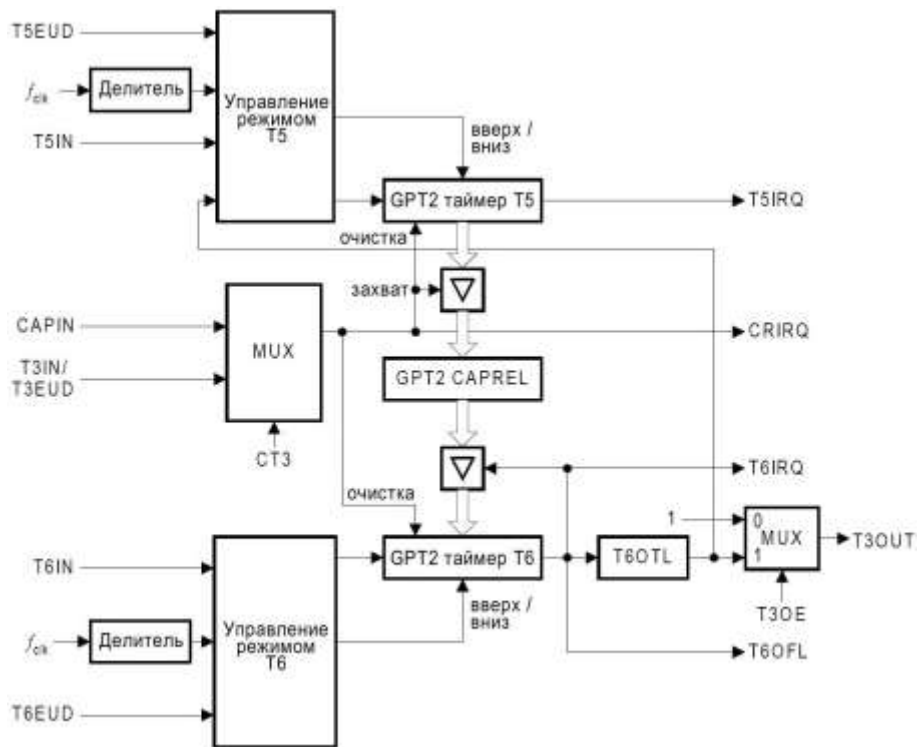 T5EUD
fclk
Делитель
T5IN
Управление
режимом
T5
вверх /
вниз
GPT2 таймер T5
T5IRQ
очистка
захват
CAPIN
T3IN/
T3EUD
MUX
CT3
CRIRQ
GPT2 CAPREL
T6IRQ
очистка
1
0
MUX
1
T3OUT
T3OE
GPT2 таймер T6
T6OTL
T6OFL
T6IN
fclk
Делитель
T6EUD
Управление
режимом
T6
вверх /
вниз